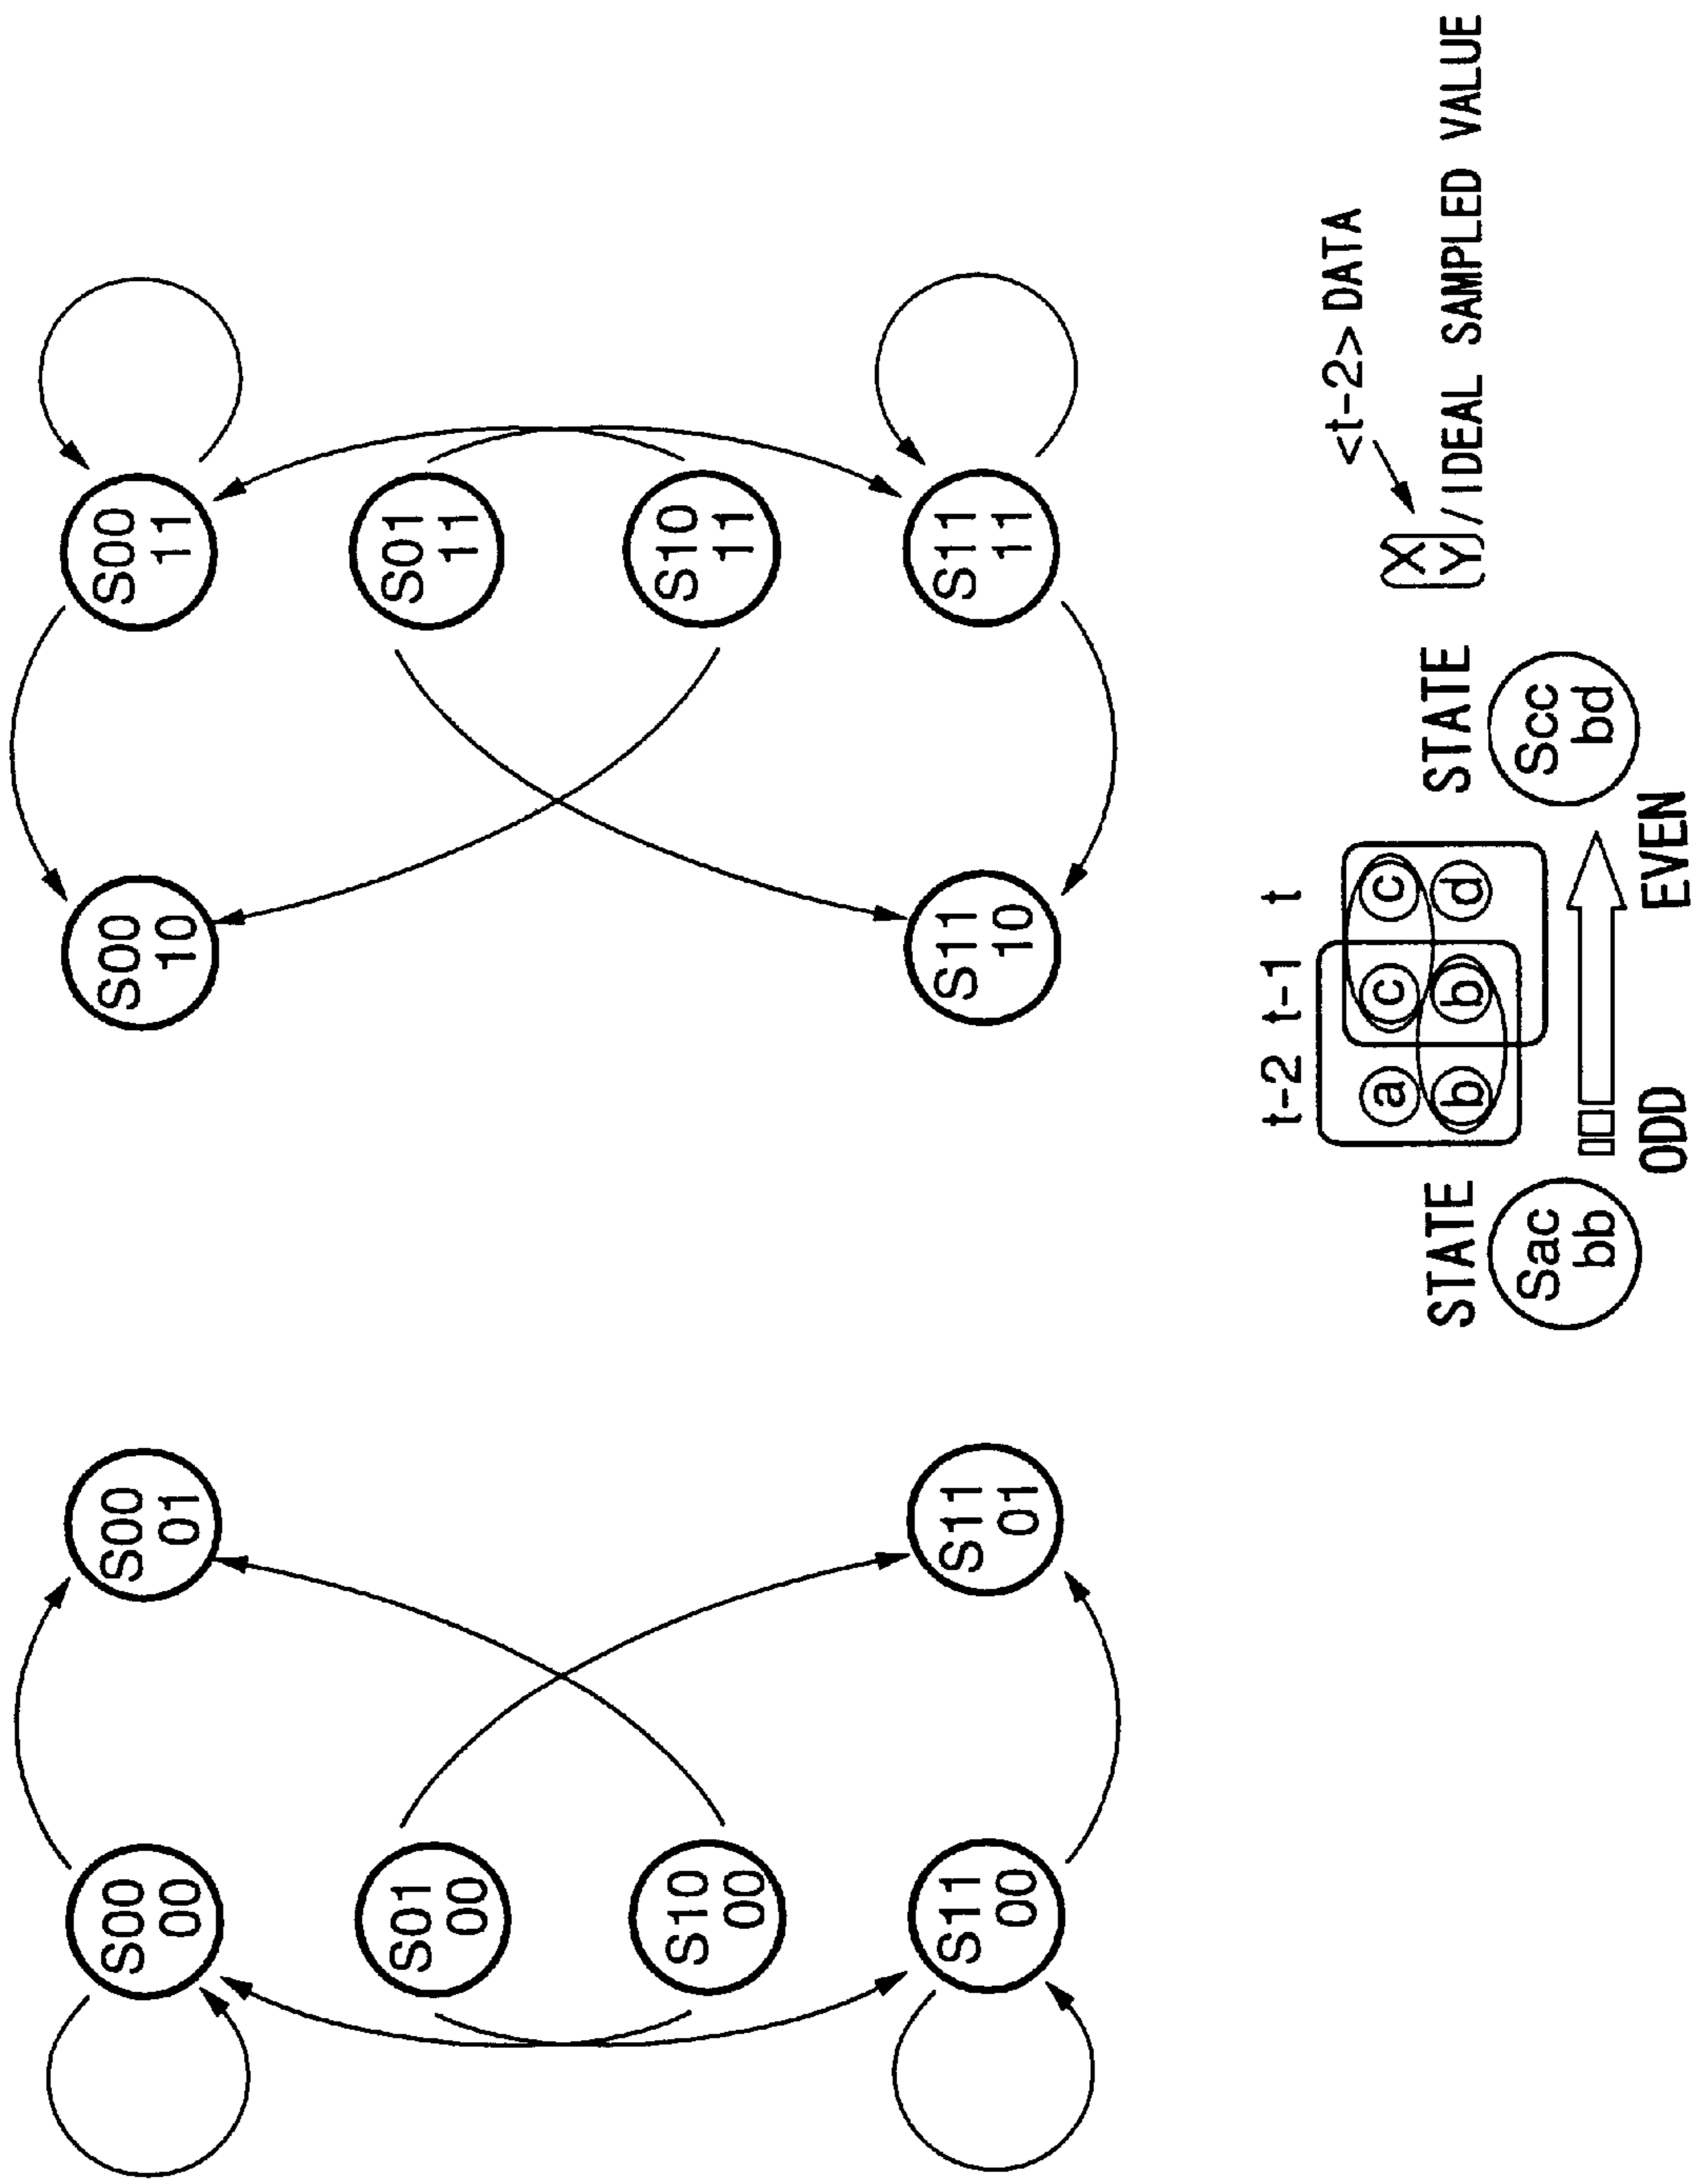 S00
00
S00
01
S00
10
S00
11
S01
00
S01
11
S10
00
S10
11
S11
00
S11
01
S11
10
S11
11
t-2 t-1 t
<t-2>DATA
a c c
b b d
X
Y/IDEAL SAMPLED VALUE
STATE
STATE
Sac
bb
Scc
bd
ODD
EVEN